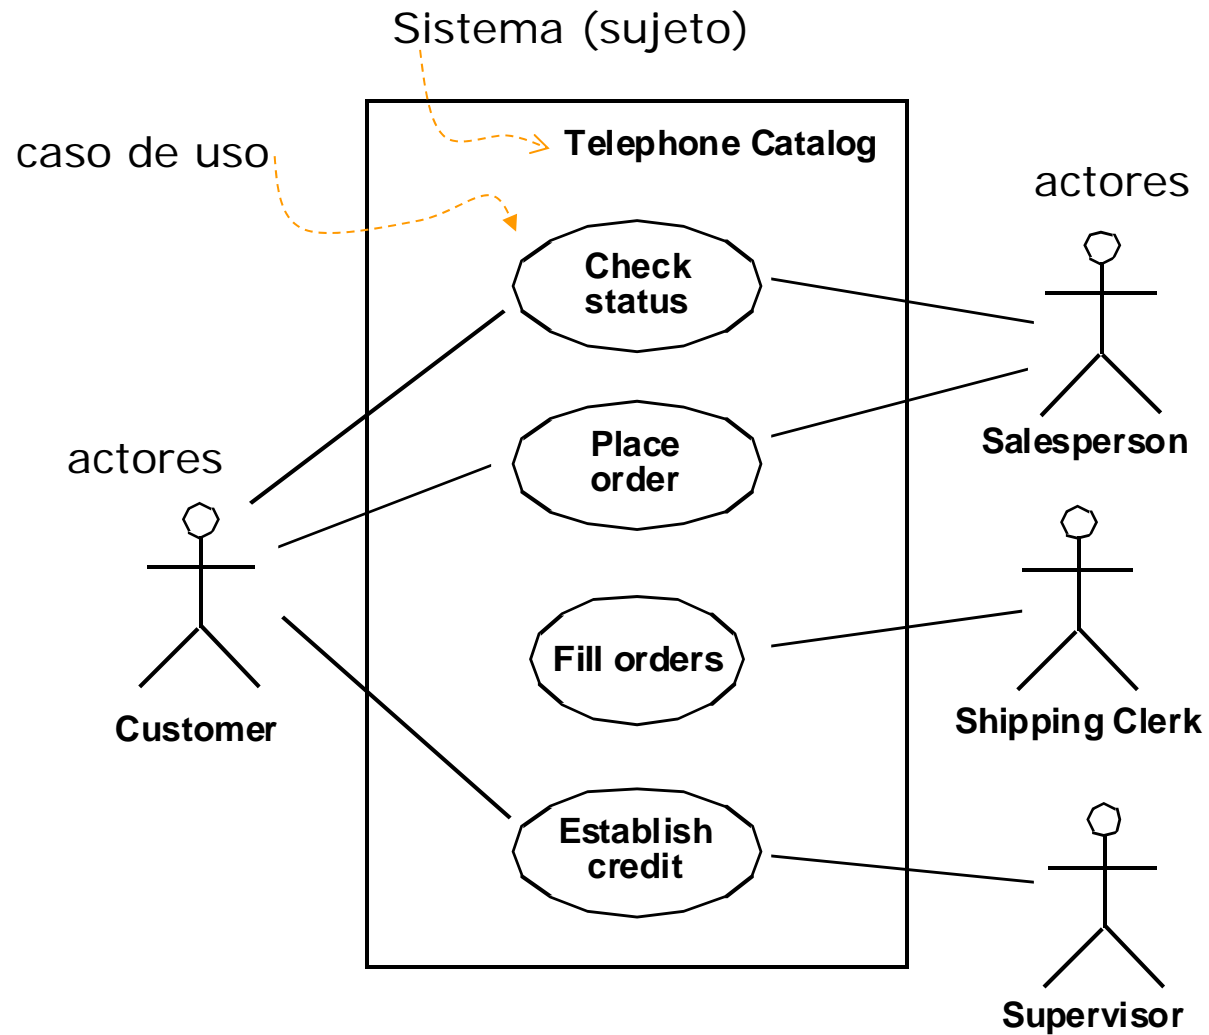 Sistema (sujeto)
Telephone Catalog
caso de uso
actores
Check
status
Salesperson
Place
order
actores
Fill orders
Customer
Shipping Clerk
Establish
credit
Supervisor